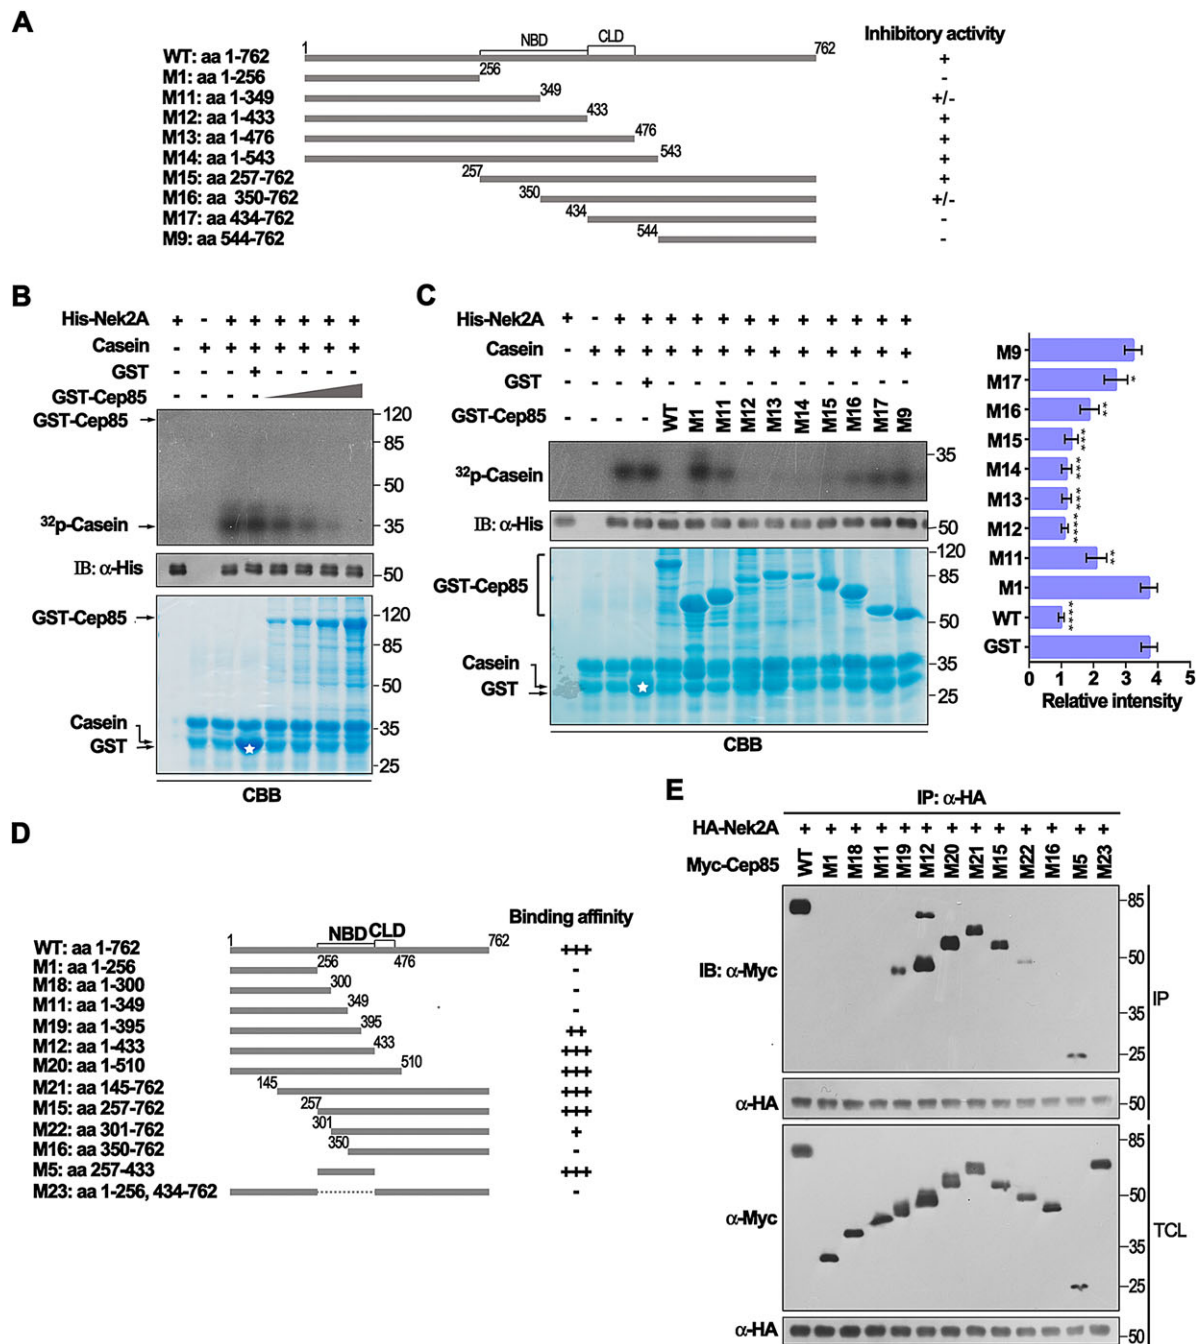 A
Inhibitory activity
NBD CLD
1 762
WT: aa 1-762 +
M1: aa 1-256 256 -
M11: aa 1-349 349 +/-
M12: aa 1-433 433 +
M13: aa 1-476 476 +
M14: aa 1-543 543 +
M15: aa 257-762 257 +
M16: aa 350-762 350 +/-
M17: aa 434-762 434 -
M9: aa 544-762 544 -
B
His-Nek2A + - + + + + + +
Casein - + + + + + + +
GST - - - + - - - -
GST-Cep85 - - - -
GST-Cep85
120
85
50
32p-Casein 35
IB: α-His 50
GST-Cep85 120
85
50
Casein 35
GST
25
CBB
C
His-Nek2A + - + + + + + + + + + + + +
Casein - + + + + + + + + + + + + +
GST - - - + - - - - - - - - - -
GST-Cep85 - - - - WT M1 M11 M12 M13 M14 M15 M16 M17 M9
35
32p-Casein
IB: α-His 50
120
GST-Cep85 85
50
Casein 35
GST 25
CBB
M9
M17 *
M16 **
M15 ***
M14 ***
M13 ***
M12 ****
M11 **
M1
WT ****
GST
0 1 2 3 4 5
Relative intensity
D
Binding affinity
NBD CLD
1 762
WT: aa 1-762 +++
256 476
M1: aa 1-256 -
M18: aa 1-300 300 -
M11: aa 1-349 349 -
M19: aa 1-395 395 ++
M12: aa 1-433 433 +++
M20: aa 1-510 510 +++
M21: aa 145-762 145 +++
M15: aa 257-762 257 +++
M22: aa 301-762 301 +
M16: aa 350-762 350 -
M5: aa 257-433 +++
M23: aa 1-256, 434-762 -
E
IP: α-HA
HA-Nek2A + + + + + + + + + + + + +
Myc-Cep85 WT M1 M18 M11 M19 M12 M20 M21 M15 M22 M16 M5 M23
85
IB: α-Myc 50
IP
35
25
α-HA 50
85
50
α-Myc
TCL
35
25
α-HA 50